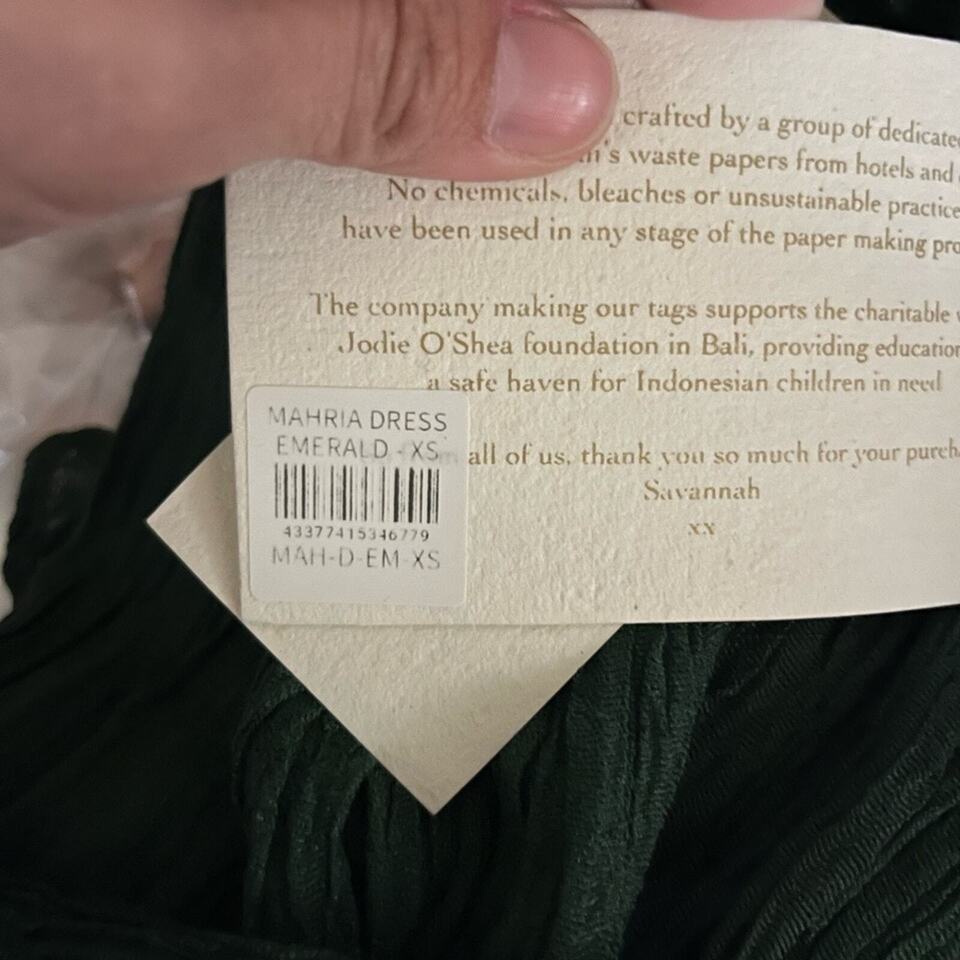 crafted by a group of dedicated
's waste papers from hotels and
No chemicals, bleaches or unsustainable practice
have been used in any stage of the paper making pro
The company making our tags supports the charitable
Jodie O'Shea foundation in Bali, providing education
a safe haven for Indonesian children in need
all of us, thank you so much for your purch
Savannah
xx
MAHRIA DRESS
EMERALD - XS
43377415346779
MAH-D-EM-XS